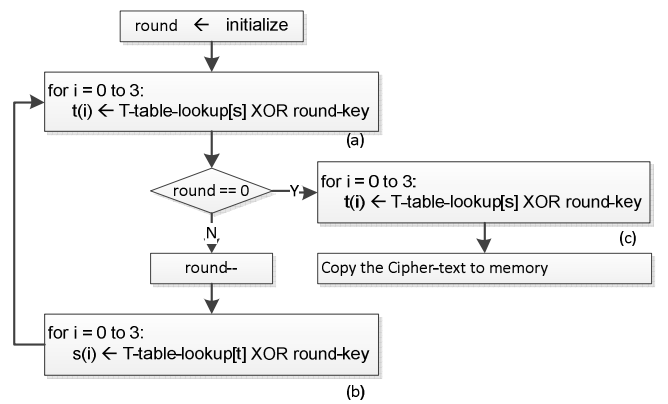 round ← initialize
for i = 0 to 3:
t(i) ← T-table-lookup[s] XOR round-key
(a)
round == 0
Y
for i = 0 to 3:
t(i) ← T-table-lookup[s] XOR round-key
(c)
N
round--
Copy the Cipher-text to memory
for i = 0 to 3:
s(i) ← T-table-lookup[t] XOR round-key
(b)